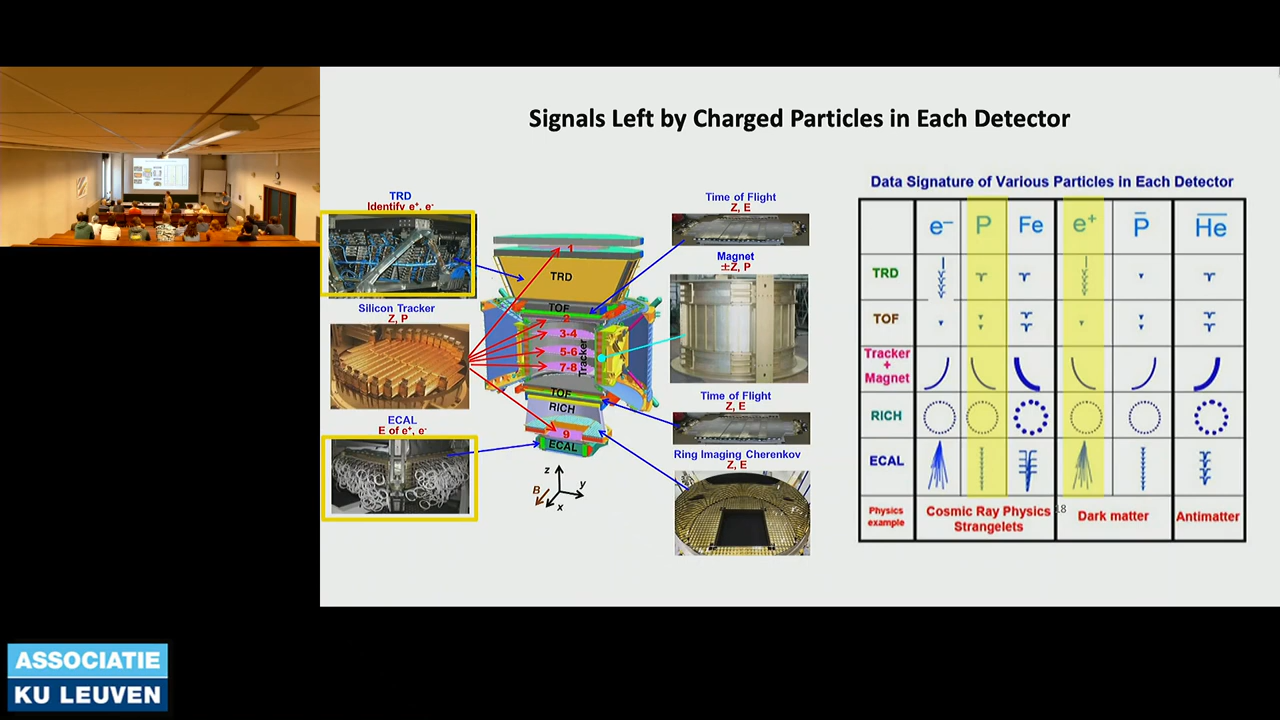 Signals Left by Charged Particles in Each Detector
TRD
Identify e⁺, e⁻
Silicon Tracker
Z, P
ECAL
E of e⁺, e⁻
1
TRD
TOF
2
3-4
5-6
7-8
Tracker
TOF
RICH
9
ECAL
z
y
B
x
Time of Flight
Z, E
Magnet
±Z, P
Time of Flight
Z, E
Ring Imaging Cherenkov
Z, E
Data Signature of Various Particles in Each Detector
e⁻ P Fe e⁺ P̅ H̅e̅
TRD
TOF
Tracker
+
Magnet
RICH
ECAL
Physics
example
Cosmic Ray Physics
Strangelets
18
Dark matter
Antimatter
ASSOCIATIE
KU LEUVEN